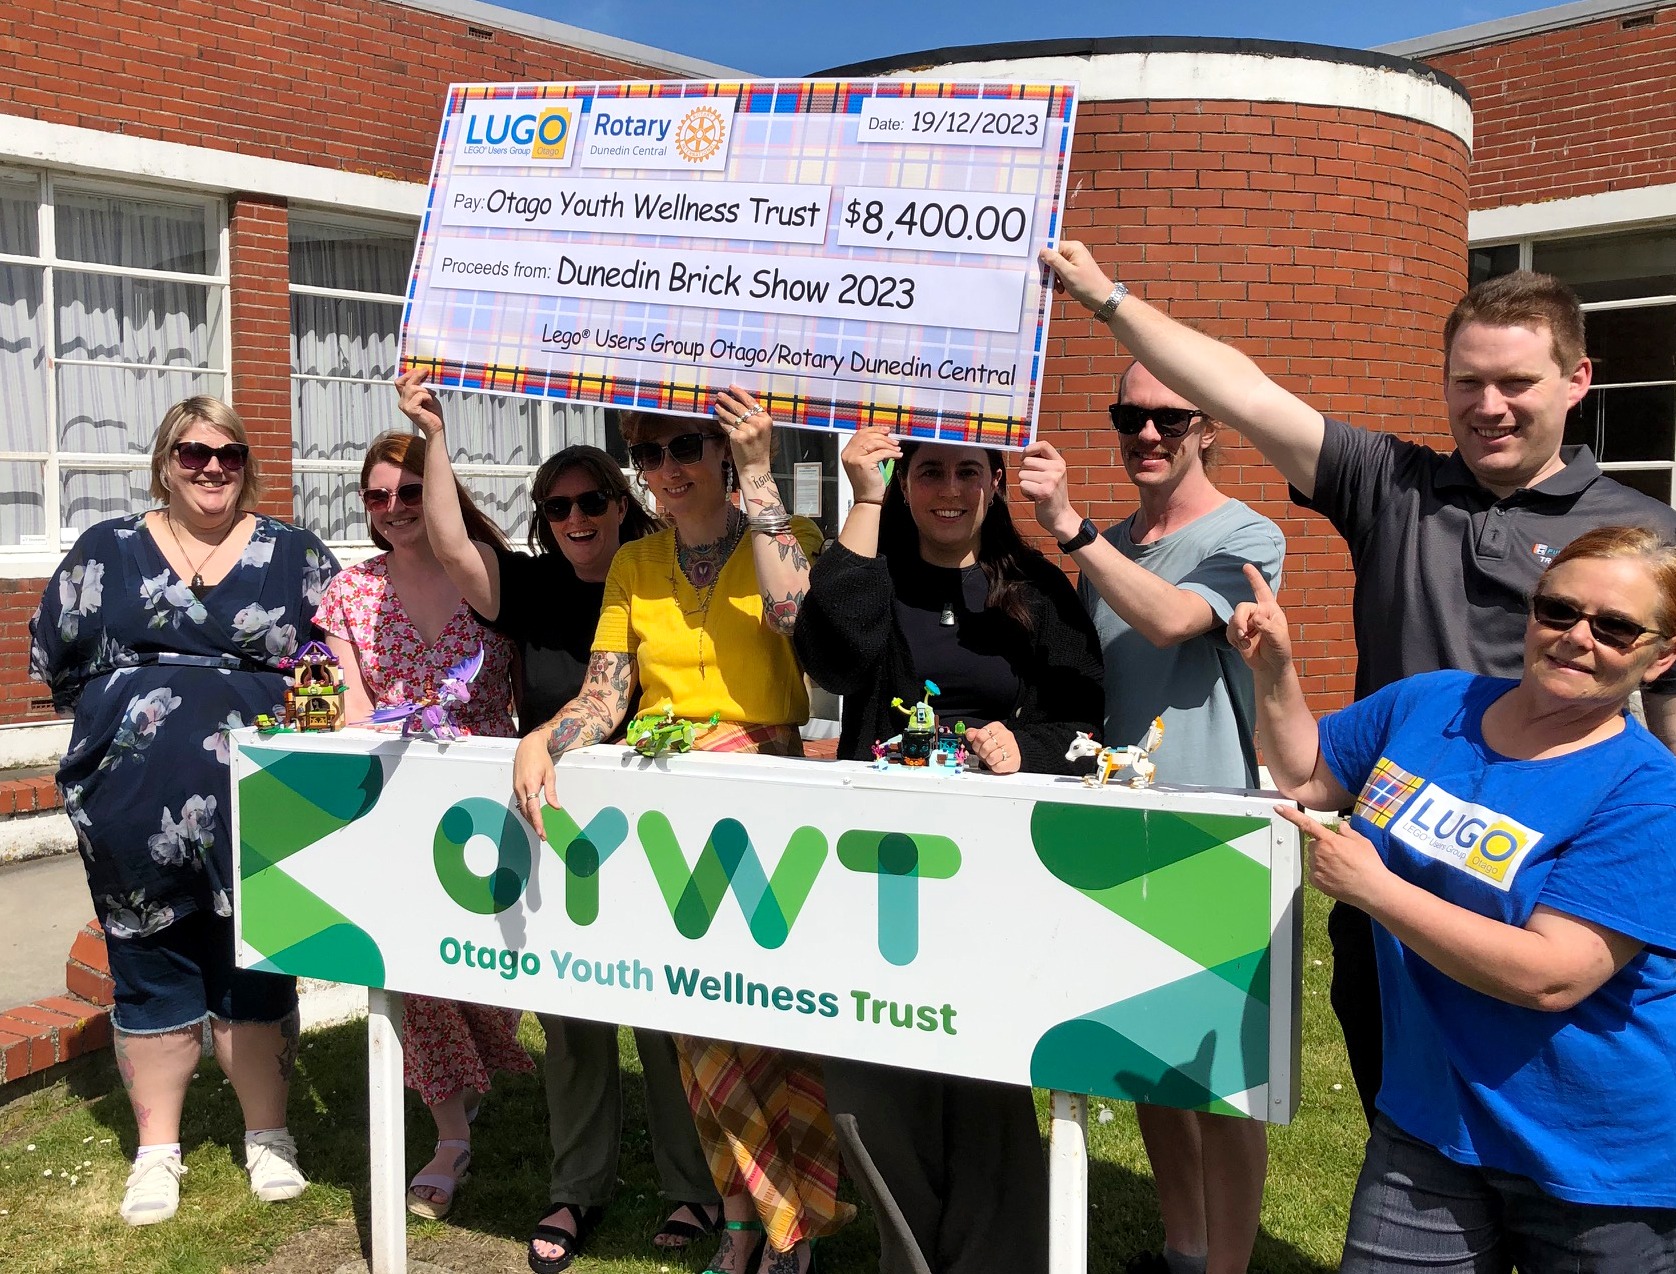 LUGO
LEGO® Users Group Otago
Rotary
Dunedin Central
Date: 19/12/2023
Pay: Otago Youth Wellness Trust $8,400.00
Proceeds from: Dunedin Brick Show 2023
Lego® Users Group Otago/Rotary Dunedin Central
OYWT
Otago Youth Wellness Trust
LUGO
LEGO® Users Group Otago